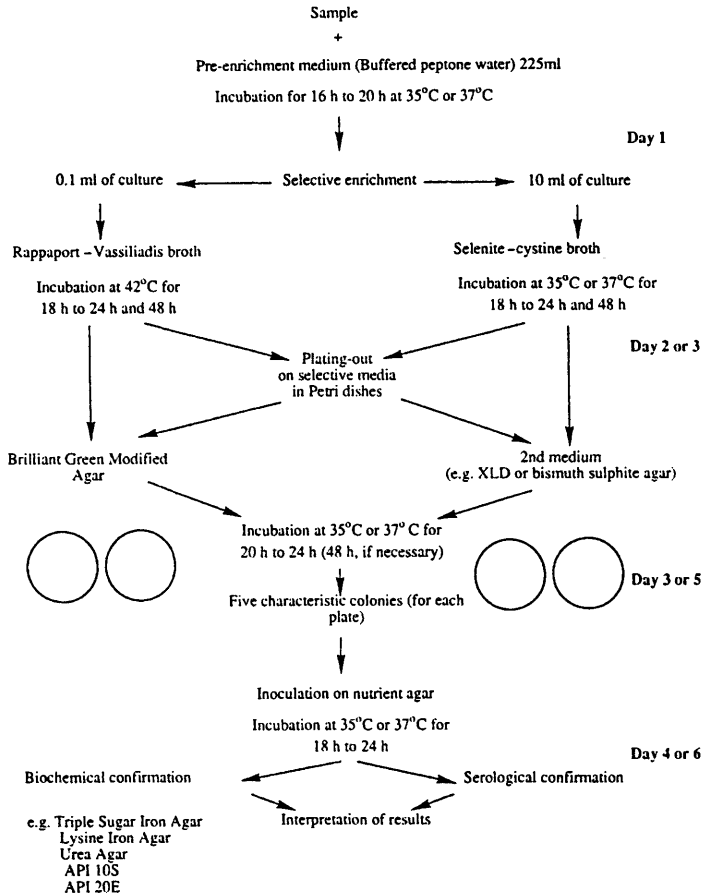 Sample
+
Pre-enrichment medium (Buffered peptone water) 225ml
Incubation for 16 h to 20 h at 35°C or 37°C
Day 1
0.1 ml of culture
Selective enrichment
10 ml of culture
Rappaport – Vassiliadis broth
Selenite – cystine broth
Incubation at 42°C for
18 h to 24 h and 48 h
Incubation at 35°C or 37°C for
18 h to 24 h and 48 h
Day 2 or 3
Plating-out
on selective media
in Petri dishes
Brilliant Green Modified
Agar
2nd medium
(e.g. XLD or bismuth sulphite agar)
Incubation at 35°C or 37°C for
20 h to 24 h (48 h, if necessary)
Day 3 or 5
Five characteristic colonies (for each
plate)
Inoculation on nutrient agar
Incubation at 35°C or 37°C for
18 h to 24 h
Day 4 or 6
Biochemical confirmation
Serological confirmation
e.g. Triple Sugar Iron Agar
Lysine Iron Agar
Urea Agar
API 10S
API 20E
Interpretation of results